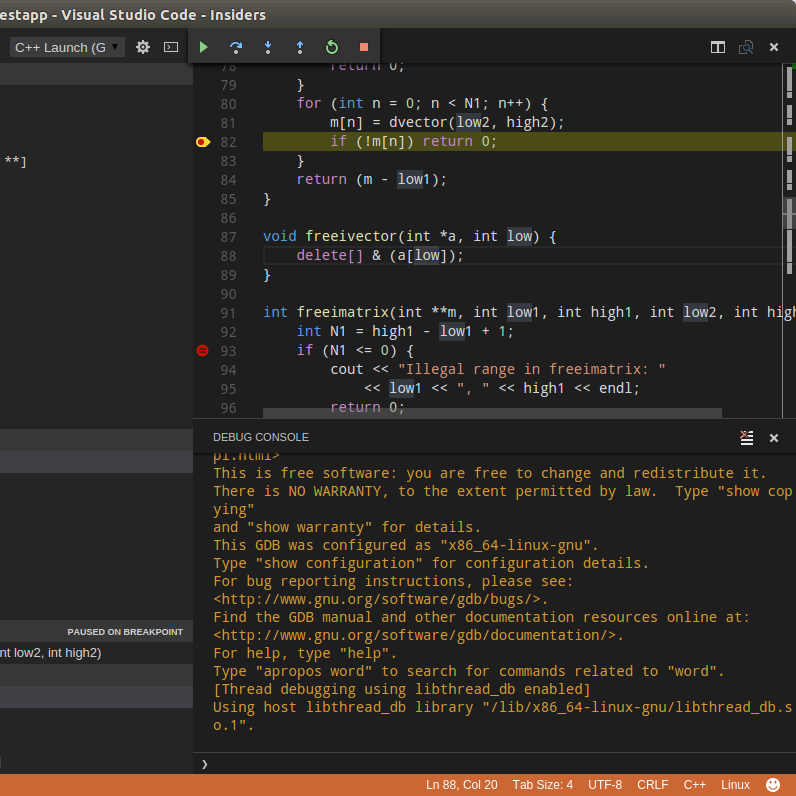 estapp - Visual Studio Code - Insiders
C++ Launch (G
78 return 0;
79 }
80 for (int n = 0; n < N1; n++) {
81 m[n] = dvector(low2, high2);
82 if (!m[n]) return 0;
83 }
84 return (m - low1);
85 }
86
87 void freeivector(int *a, int low) {
88 delete[] & (a[low]);
89 }
90
91 int freeimatrix(int **m, int low1, int high1, int low2, int high
92 int N1 = high1 - low1 + 1;
93 if (N1 <= 0) {
94 cout << "Illegal range in freeimatrix: "
95 << low1 << ", " << high1 << endl;
96 return 0;
**]
PAUSED ON BREAKPOINT
nt low2, int high2)
DEBUG CONSOLE
pl.html>
This is free software: you are free to change and redistribute it.
There is NO WARRANTY, to the extent permitted by law.  Type "show cop
ying"
and "show warranty" for details.
This GDB was configured as "x86_64-linux-gnu".
Type "show configuration" for configuration details.
For bug reporting instructions, please see:
<http://www.gnu.org/software/gdb/bugs/>.
Find the GDB manual and other documentation resources online at:
<http://www.gnu.org/software/gdb/documentation/>.
For help, type "help".
Type "apropos word" to search for commands related to "word".
[Thread debugging using libthread_db enabled]
Using host libthread_db library "/lib/x86_64-linux-gnu/libthread_db.s
o.1".
Ln 88, Col 20 Tab Size: 4 UTF-8 CRLF C++ Linux